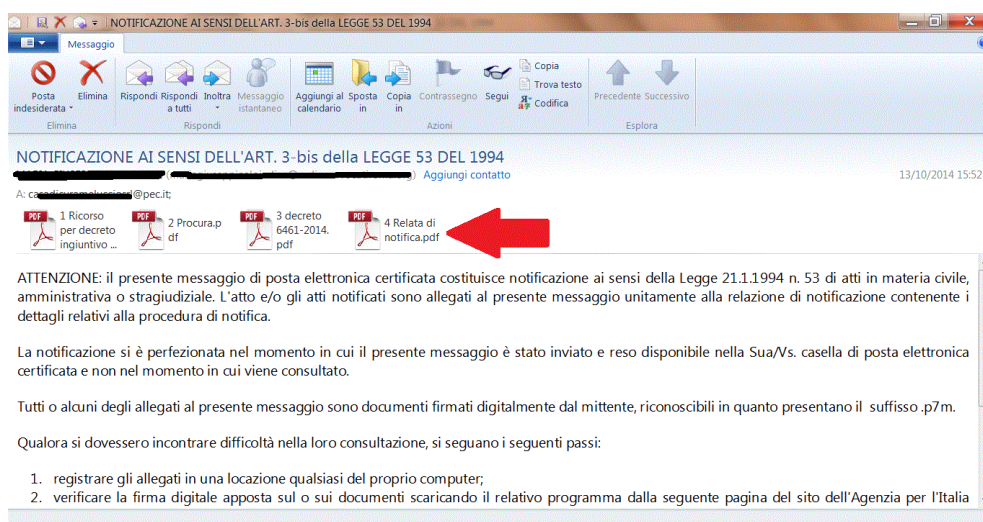 NOTIFICAZIONE AI SENSI DELL'ART. 3-bis della LEGGE 53 DEL 1994
Messaggio
Posta indesiderata
Elimina
Rispondi
Rispondi a tutti
Inoltra
Messaggio istantaneo
Aggiungi al calendario
Sposta in
Copia in
Contrassegno
Segui
Copia
Trova testo
Codifica
Precedente
Successivo
Elimina
Rispondi
Azioni
Esplora
NOTIFICAZIONE AI SENSI DELL'ART. 3-bis della LEGGE 53 DEL 1994
Aggiungi contatto
13/10/2014 15:52
A: @pec.it;
PDF 1 Ricorso per decreto ingiuntivo ...
PDF 2 Procura.pdf
PDF 3 decreto 6461-2014.pdf
PDF 4 Relata di notifica.pdf
ATTENZIONE: il presente messaggio di posta elettronica certificata costituisce notificazione ai sensi della Legge 21.1.1994 n. 53 di atti in materia civile,
amministrativa o stragiudiziale. L'atto e/o gli atti notificati sono allegati al presente messaggio unitamente alla relazione di notificazione contenente i
dettagli relativi alla procedura di notifica.
La notificazione si è perfezionata nel momento in cui il presente messaggio è stato inviato e reso disponibile nella Sua/Vs. casella di posta elettronica
certificata e non nel momento in cui viene consultato.
Tutti o alcuni degli allegati al presente messaggio sono documenti firmati digitalmente dal mittente, riconoscibili in quanto presentano il suffisso .p7m.
Qualora si dovessero incontrare difficoltà nella loro consultazione, si seguano i seguenti passi:
1. registrare gli allegati in una locazione qualsiasi del proprio computer;
2. verificare la firma digitale apposta sul o sui documenti scaricando il relativo programma dalla seguente pagina del sito dell'Agenzia per l'Italia